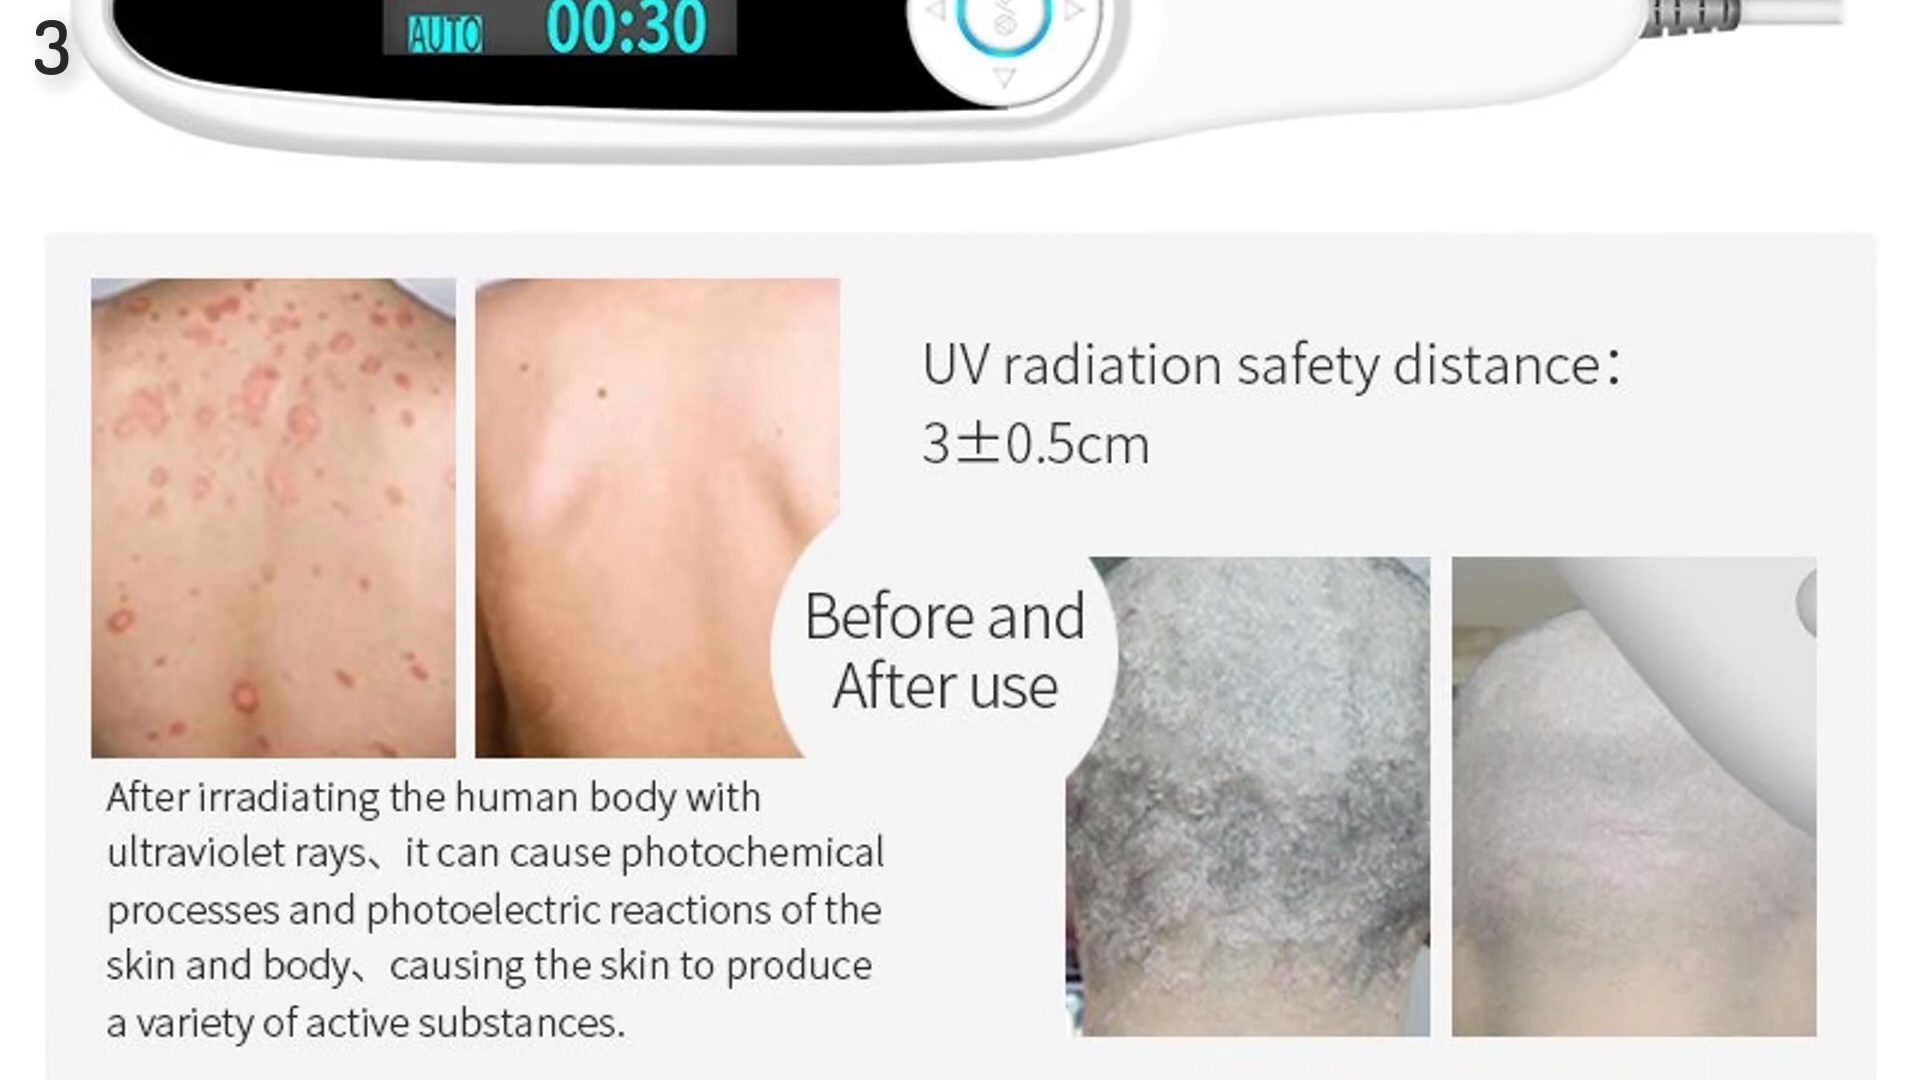 3
AUTO 00:30
UV radiation safety distance：
3±0.5cm
Before and
After use
After irradiating the human body with
ultraviolet rays、it can cause photochemical
processes and photoelectric reactions of the
skin and body、causing the skin to produce
a variety of active substances.